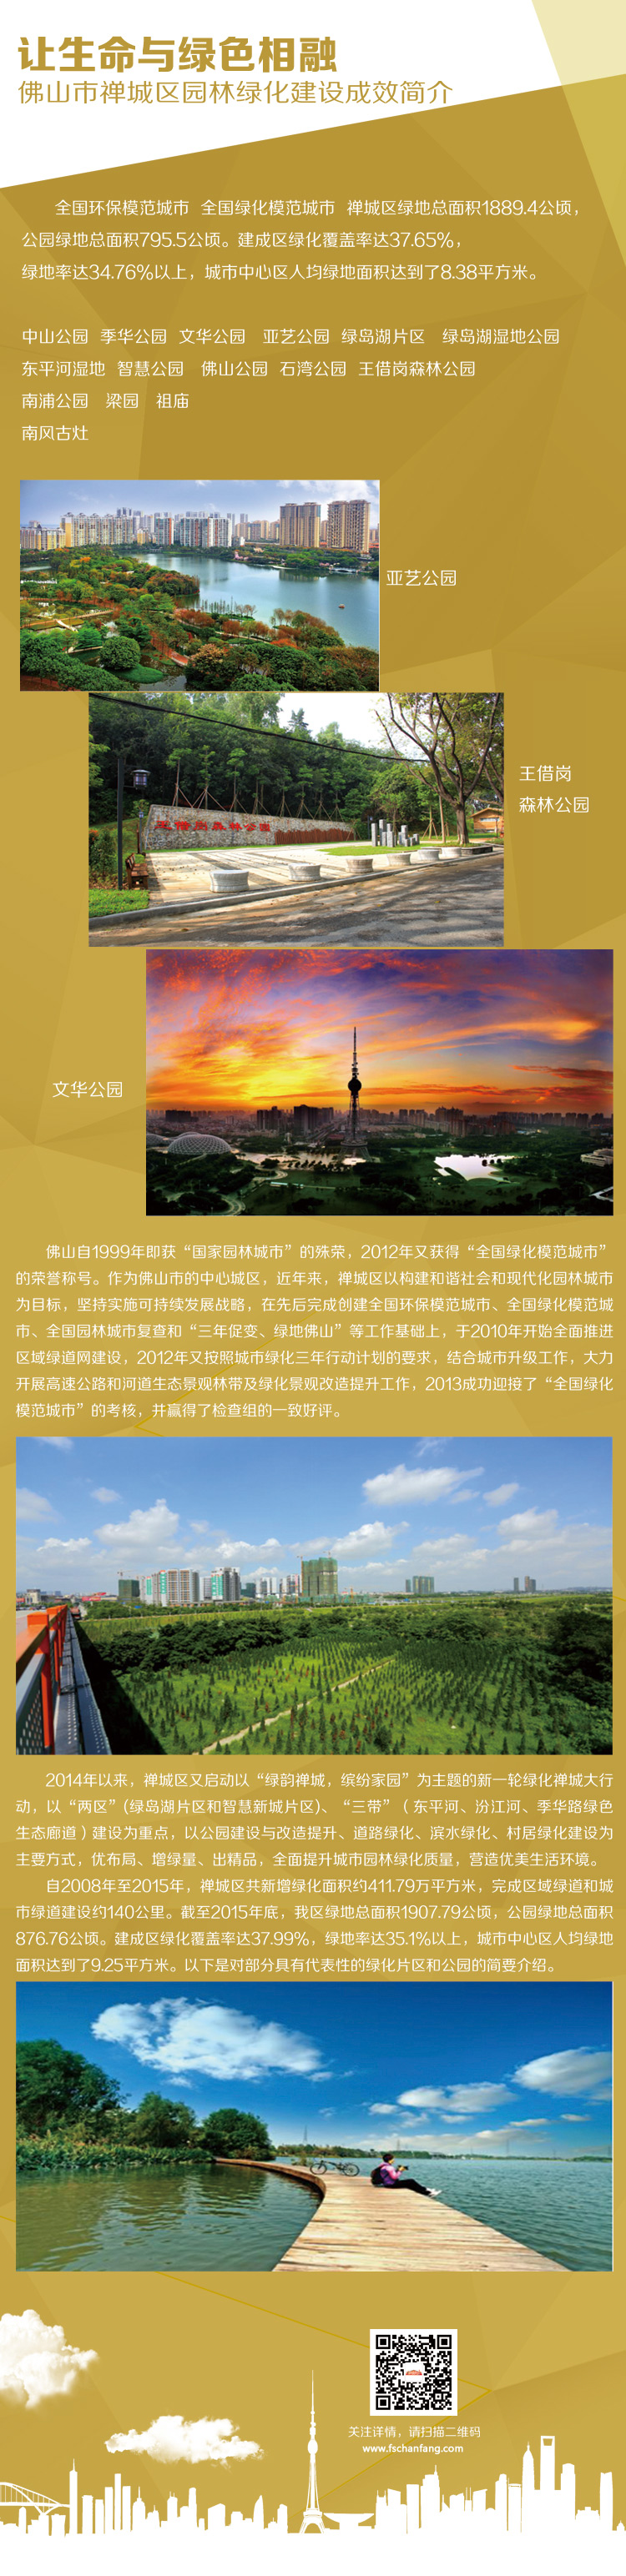 让生命与绿色相融
佛山市禅城区园林绿化建设成效简介
全国环保模范城市 全国绿化模范城市 禅城区绿地总面积1889.4公顷，
公园绿地总面积795.5公顷。建成区绿化覆盖率达37.65%，
绿地率达34.76%以上，城市中心区人均绿地面积达到了8.38平方米。
中山公园 季华公园 文华公园 亚艺公园 绿岛湖片区 绿岛湖湿地公园
东平河湿地 智慧公园 佛山公园 石湾公园 王借岗森林公园
南浦公园 梁园 祖庙
南风古灶
亚艺公园
王借岗森林公园
王借岗
森林公园
文华公园
佛山自1999年即获“国家园林城市”的殊荣，2012年又获得“全国绿化模范城市”
的荣誉称号。作为佛山市的中心城区，近年来，禅城区以构建和谐社会和现代化园林城市
为目标，坚持实施可持续发展战略，在先后完成创建全国环保模范城市、全国绿化模范城
市、全国园林城市复查和“三年促变、绿地佛山”等工作基础上，于2010年开始全面推进
区域绿道网建设，2012年又按照城市绿化三年行动计划的要求，结合城市升级工作，大力
开展高速公路和河道生态景观林带及绿化景观改造提升工作，2013成功迎接了“全国绿化
模范城市”的考核，并赢得了检查组的一致好评。
2014年以来，禅城区又启动以“绿韵禅城，缤纷家园”为主题的新一轮绿化禅城大行
动，以“两区”(绿岛湖片区和智慧新城片区)、“三带”（东平河、汾江河、季华路绿色
生态廊道）建设为重点，以公园建设与改造提升、道路绿化、滨水绿化、村居绿化建设为
主要方式，优布局、增绿量、出精品，全面提升城市园林绿化质量，营造优美生活环境。
自2008年至2015年，禅城区共新增绿化面积约411.79万平方米，完成区域绿道和城
市绿道建设约140公里。截至2015年底，我区绿地总面积1907.79公顷，公园绿地总面积
876.76公顷。建成区绿化覆盖率达37.99%，绿地率达35.1%以上，城市中心区人均绿地
面积达到了9.25平方米。以下是对部分具有代表性的绿化片区和公园的简要介绍。
关注详情，请扫描二维码
www.fschanfang.com